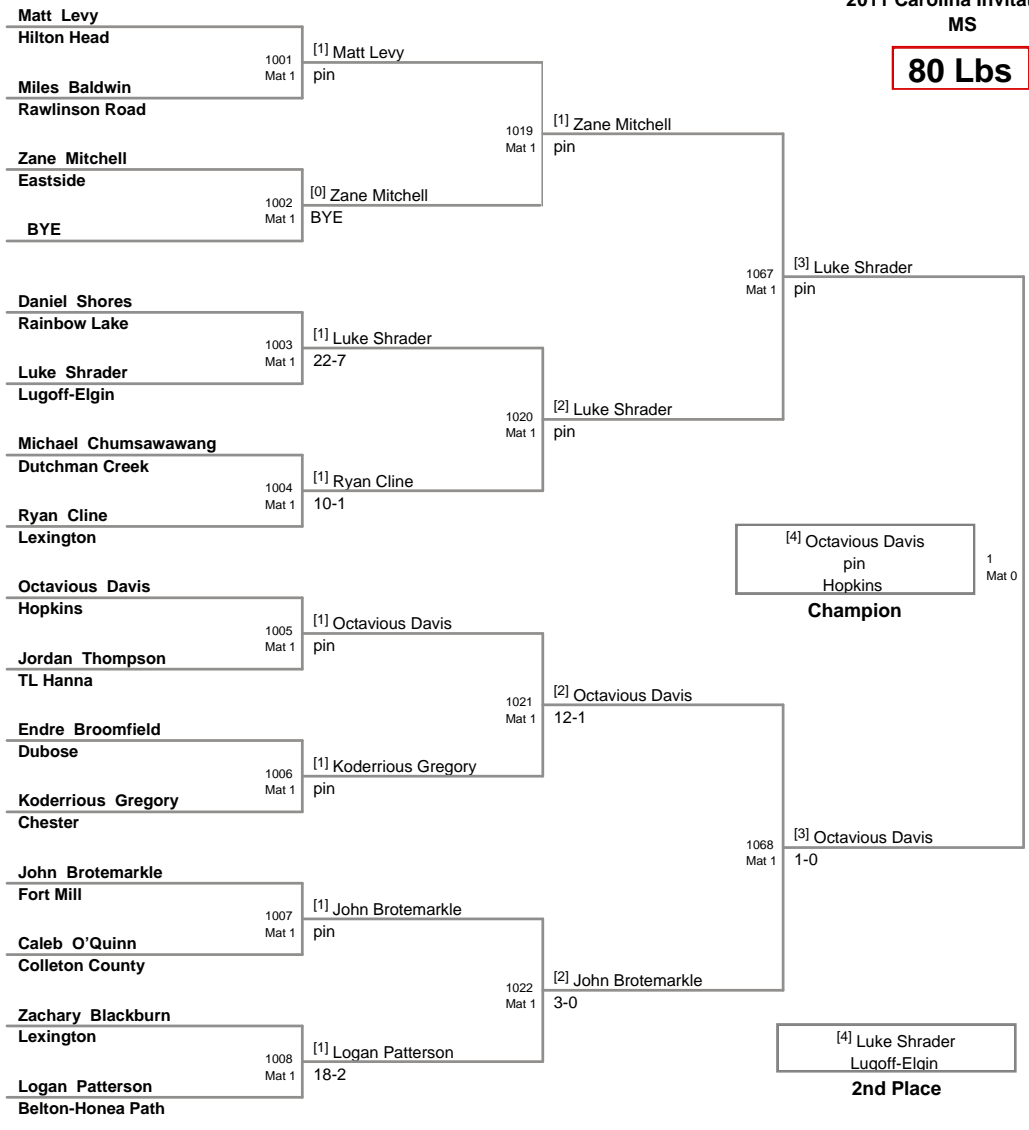 2011 Carolina
MS
80 Lbs
Matt Levy
Hilton Head
1001
Mat 1
[1] Matt Levy
pin
Miles Baldwin
Rawlinson Road
1019
Mat 1
[1] Zane Mitchell
pin
Zane Mitchell
Eastside
1002
Mat 1
[0] Zane Mitchell
BYE
BYE
1067
Mat 1
[3] Luke Shrader
pin
Daniel Shores
Rainbow Lake
1003
Mat 1
[1] Luke Shrader
22-7
Luke Shrader
Lugoff-Elgin
1020
Mat 1
[2] Luke Shrader
pin
Michael Chumsawawang
Dutchman Creek
1004
Mat 1
[1] Ryan Cline
10-1
Ryan Cline
Lexington
[4] Octavious Davis
pin
Hopkins
Champion
1
Mat 0
Octavious Davis
Hopkins
1005
Mat 1
[1] Octavious Davis
pin
Jordan Thompson
TL Hanna
1021
Mat 1
[2] Octavious Davis
12-1
Endre Broomfield
Dubose
1006
Mat 1
[1] Koderrious Gregory
pin
Koderrious Gregory
Chester
1068
Mat 1
[3] Octavious Davis
1-0
John Brotemarkle
Fort Mill
1007
Mat 1
[1] John Brotemarkle
pin
Caleb O'Quinn
Colleton County
1022
Mat 1
[2] John Brotemarkle
3-0
Zachary Blackburn
Lexington
1008
Mat 1
[1] Logan Patterson
18-2
Logan Patterson
Belton-Honea Path
[4] Luke Shrader
Lugoff-Elgin
2nd Place